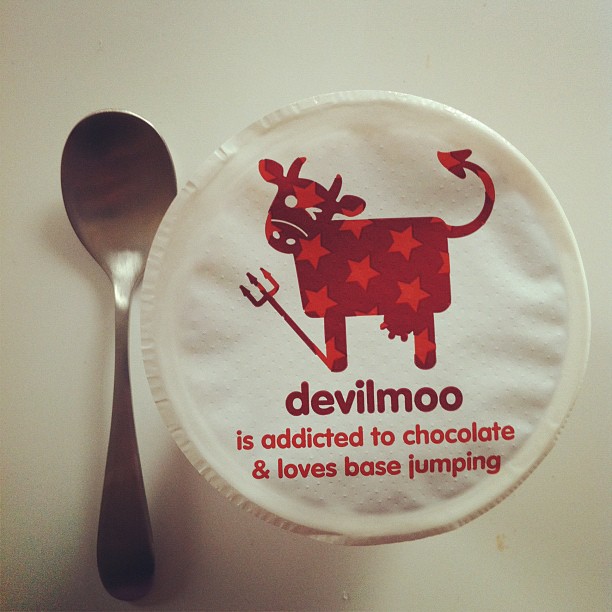 devilmoo
is addicted to chocolate
& loves base jumping